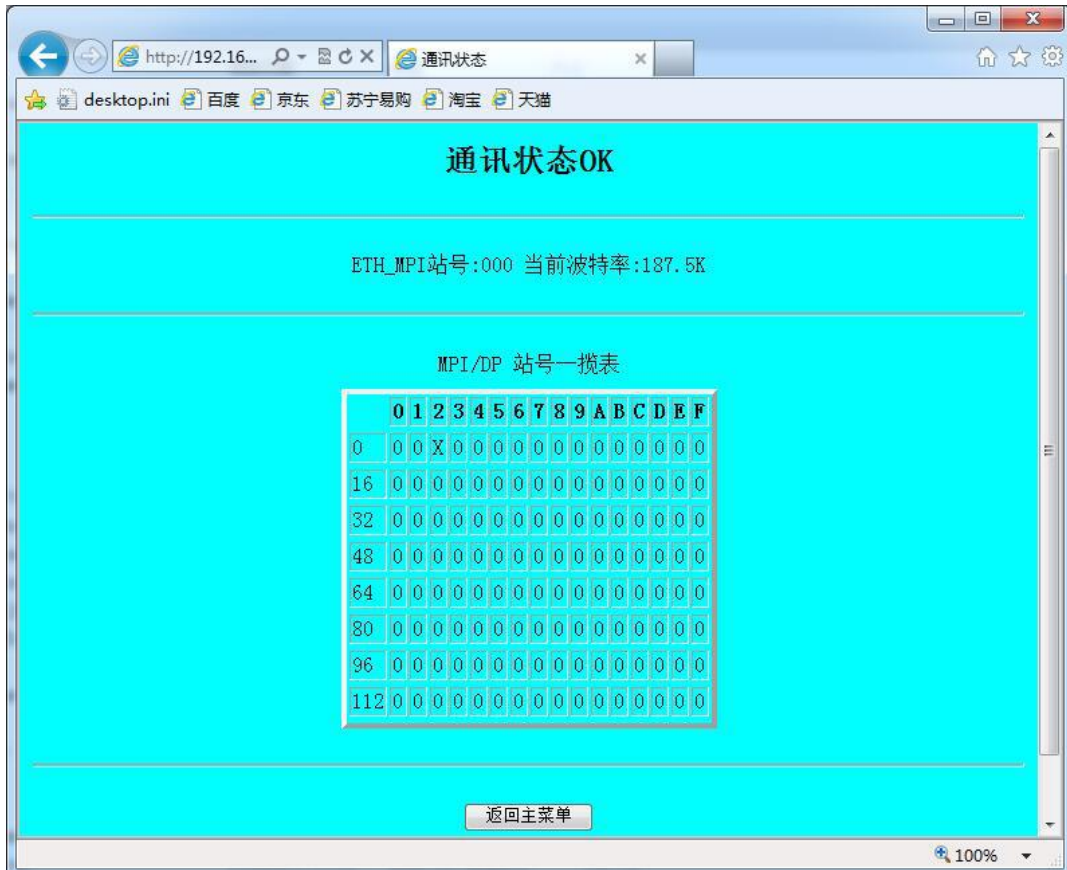 http://192.16... 通讯状态
desktop.ini 百度 京东 苏宁易购 淘宝 天猫
通讯状态OK
ETH_MPI站号:000 当前波特率:187.5K
MPI/DP 站号一揽表
0 1 2 3 4 5 6 7 8 9 A B C D E F
0 0 0 X 0 0 0 0 0 0 0 0 0 0 0 0 0
16 0 0 0 0 0 0 0 0 0 0 0 0 0 0 0 0
32 0 0 0 0 0 0 0 0 0 0 0 0 0 0 0 0
48 0 0 0 0 0 0 0 0 0 0 0 0 0 0 0 0
64 0 0 0 0 0 0 0 0 0 0 0 0 0 0 0 0
80 0 0 0 0 0 0 0 0 0 0 0 0 0 0 0 0
96 0 0 0 0 0 0 0 0 0 0 0 0 0 0 0 0
112 0 0 0 0 0 0 0 0 0 0 0 0 0 0 0 0
返回主菜单
100%